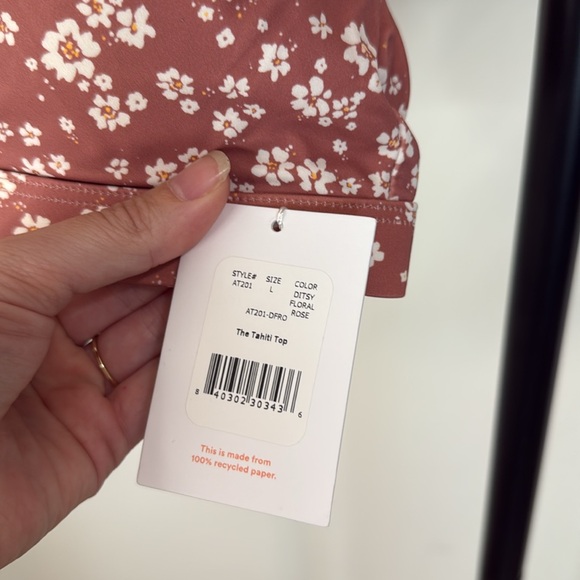 STYLE# SIZE COLOR
AT201 L DITSY
FLORAL
AT201-DFRO ROSE
The Tahiti Top
8 40302 30343 6
This is made from
100% recycled paper.